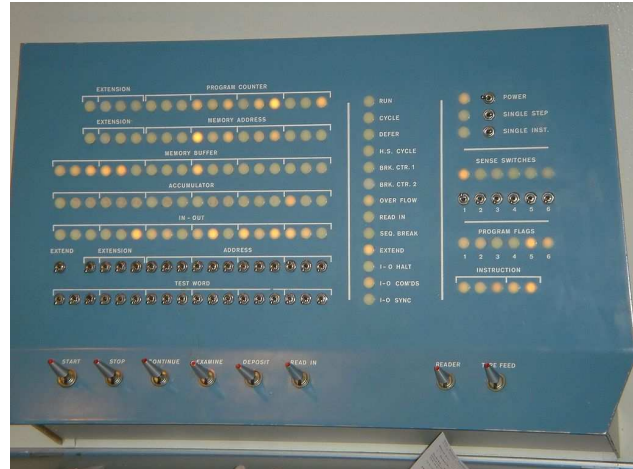 EXTENSION PROGRAM COUNTER
EXTENSION MEMORY ADDRESS
MEMORY BUFFER
ACCUMULATOR
IN-OUT
EXTEND EXTENSION ADDRESS
TEST WORD
RUN
CYCLE
DEFER
H.S. CYCLE
BRK. CTR. 1
BRK. CTR. 2
OVER FLOW
READ IN
SEQ. BREAK
EXTEND
I-O HALT
I-O COM'DS
I-O SYNC
POWER
SINGLE STEP
SINGLE INST.
SENSE SWITCHES
1 2 3 4 5 6
PROGRAM FLAGS
1 2 3 4 5 6
INSTRUCTION
START STOP CONTINUE EXAMINE DEPOSIT READ IN READER TAPE FEED